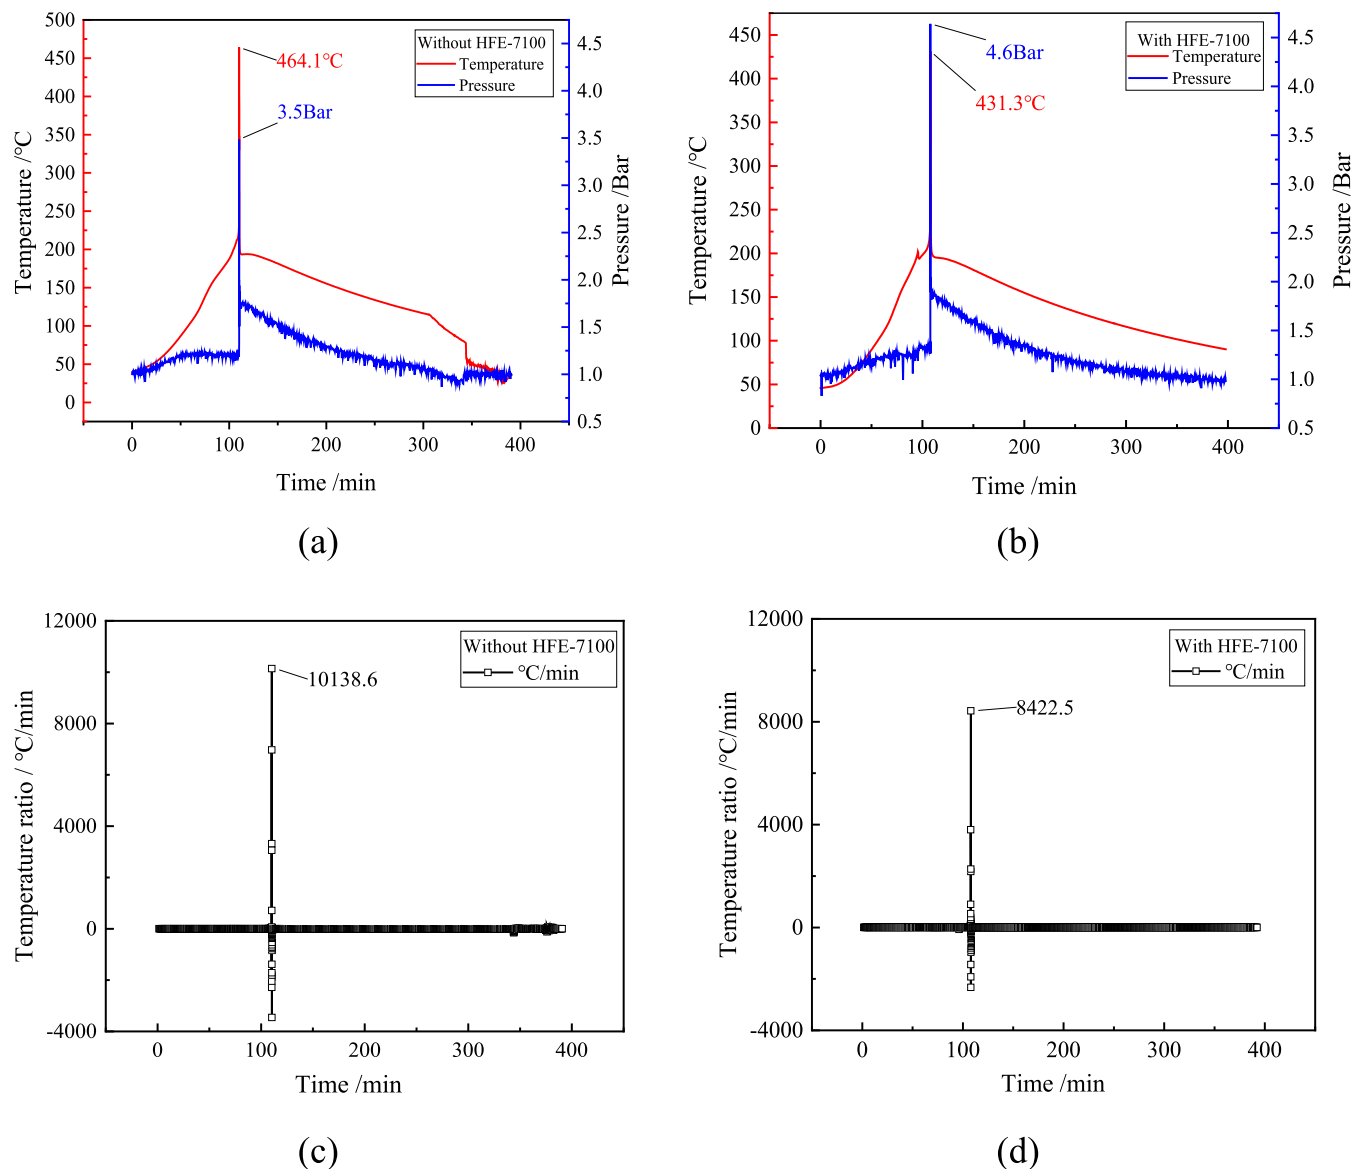 500
450
400
350
300
250
200
150
100
50
0
Temperature /℃
464.1℃
3.5Bar
Without HFE-7100
Temperature
Pressure
4.5
4.0
3.5
3.0
2.5
2.0
1.5
1.0
0.5
Pressure /Bar
0 100 200 300 400
Time /min
(a)
450
400
350
300
250
200
150
100
50
0
Temperature /℃
4.6Bar
431.3℃
With HFE-7100
Temperature
Pressure
4.5
4.0
3.5
3.0
2.5
2.0
1.5
1.0
0.5
Pressure /Bar
0 100 200 300 400
Time /min
(b)
12000
8000
4000
0
-4000
Temperature ratio / ℃/min
10138.6
Without HFE-7100
℃/min
0 100 200 300 400
Time /min
(c)
12000
8000
4000
0
-4000
Temperature ratio /℃/min
8422.5
With HFE-7100
℃/min
0 100 200 300 400
Time /min
(d)